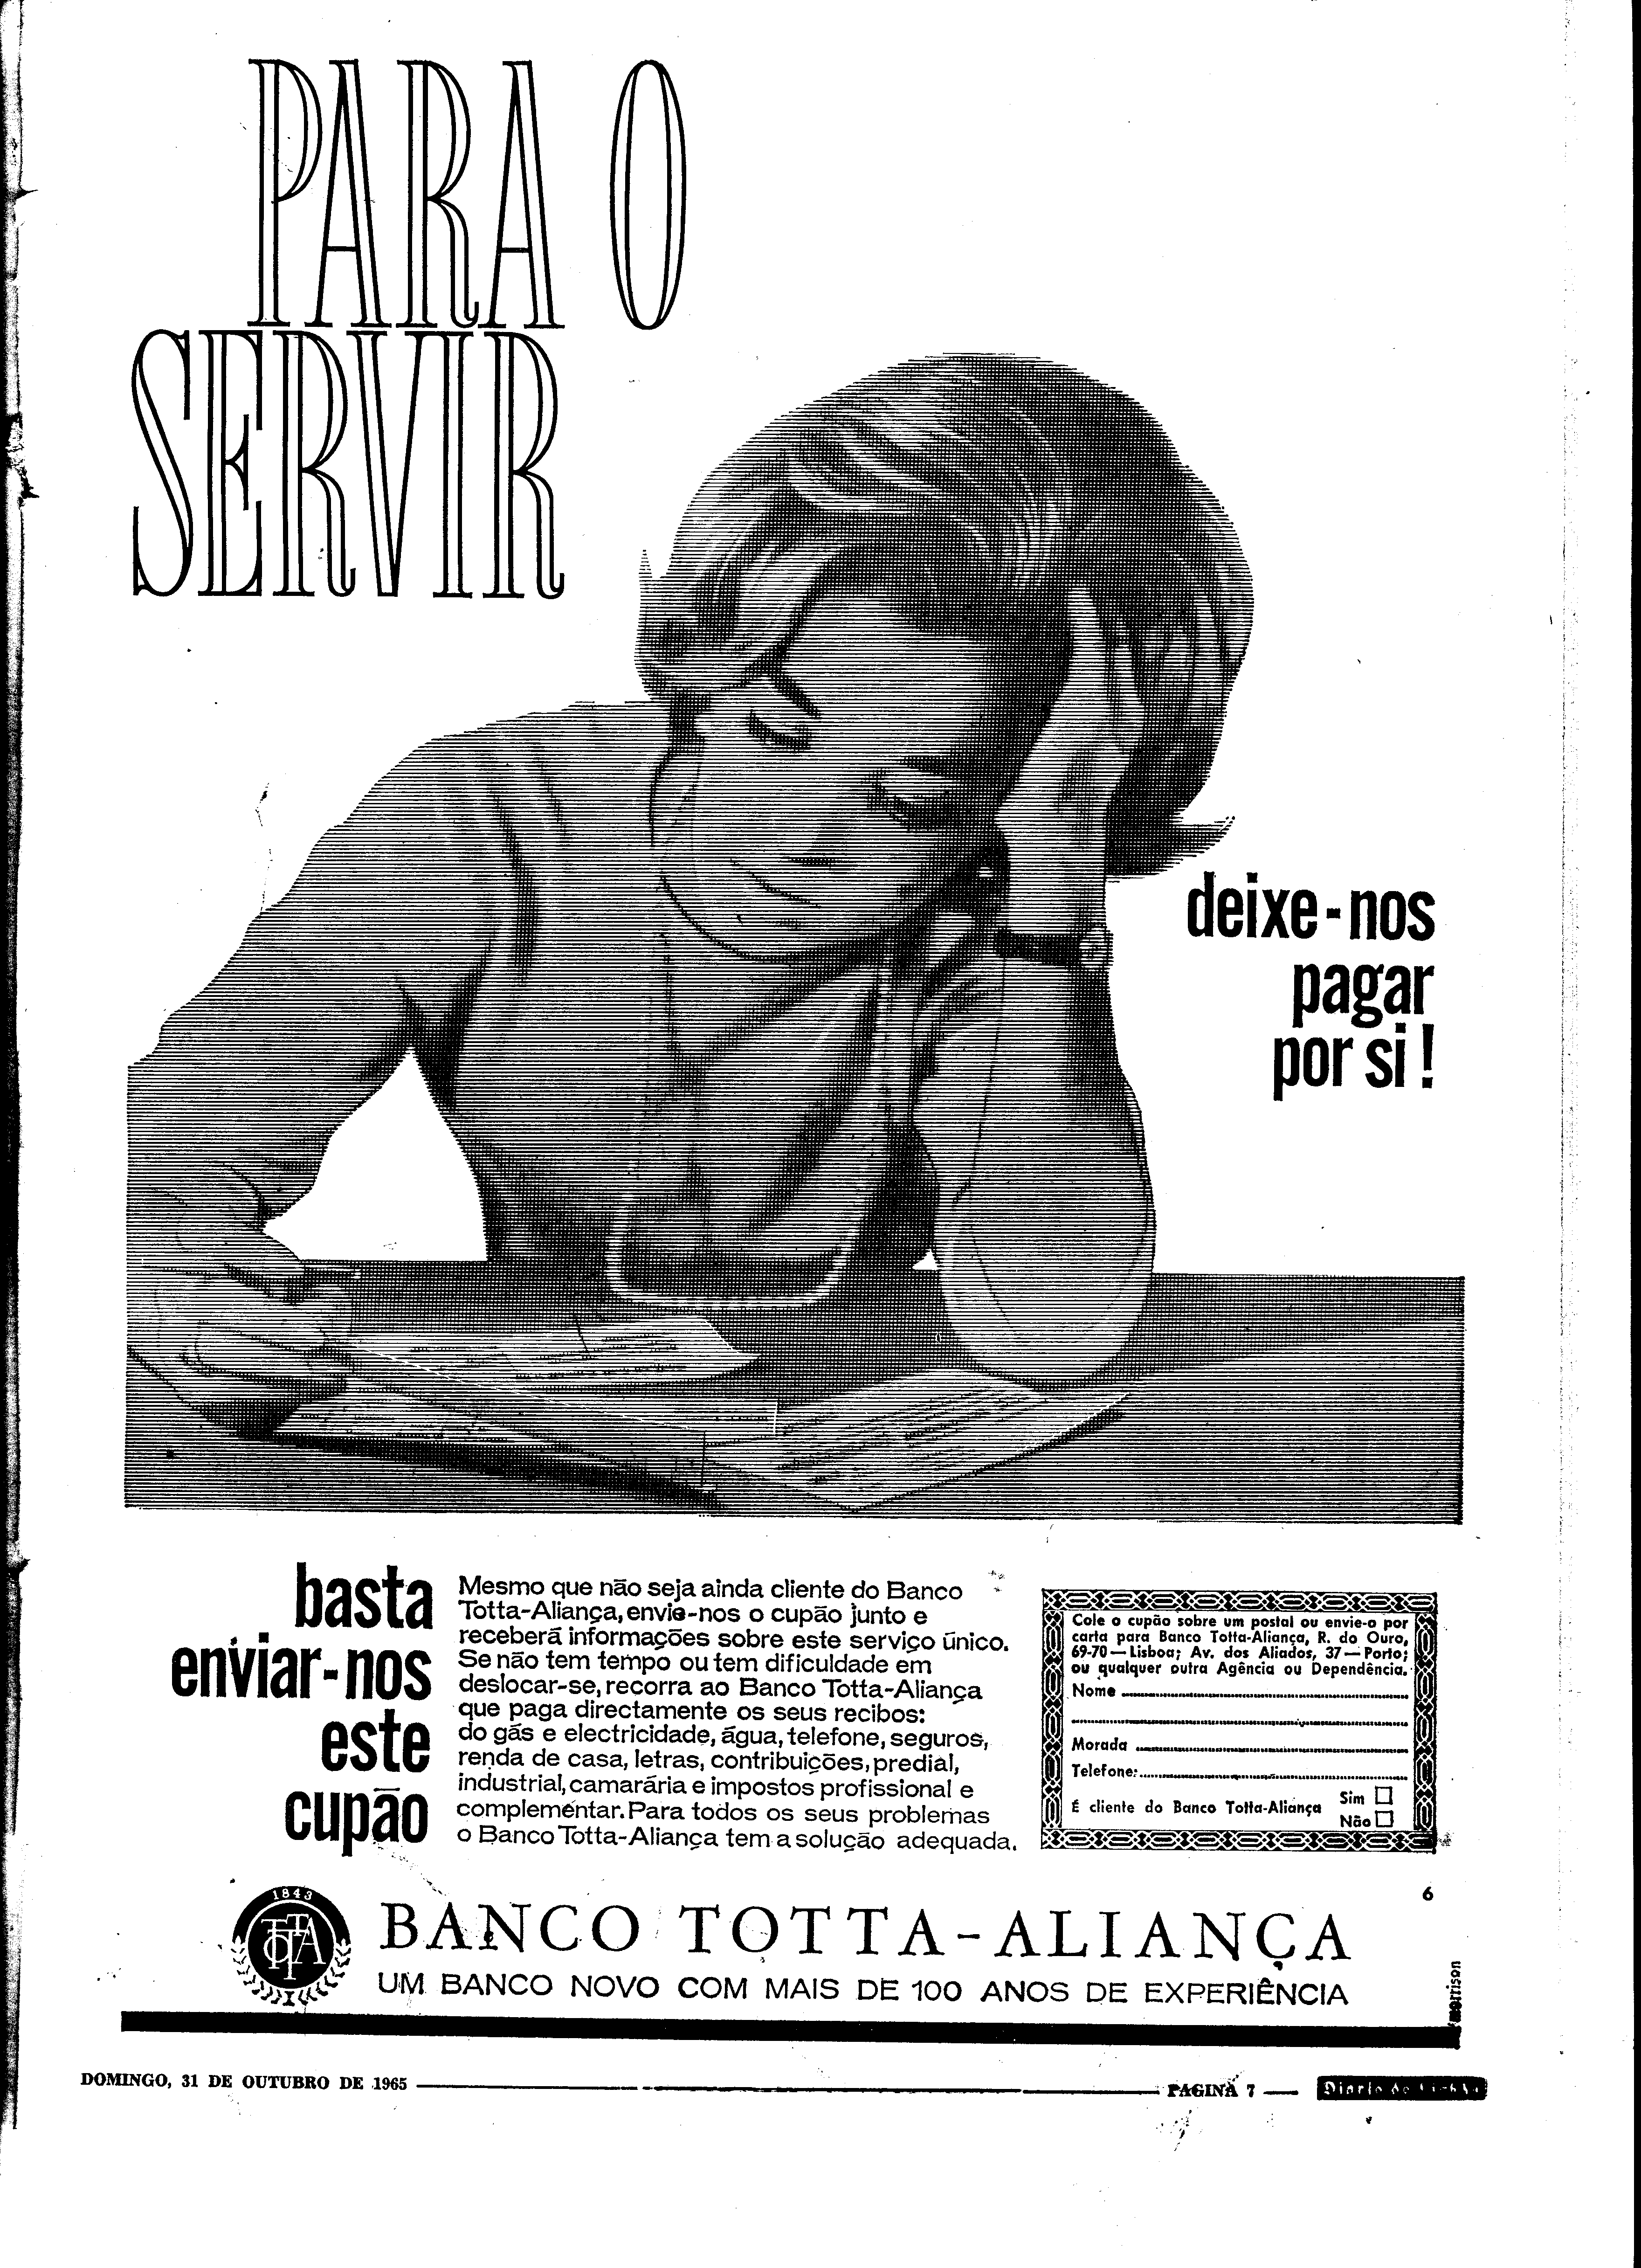 PARA O
SERVIR
deixe-nos
pagar
por si!
basta
enviar-nos
este
cupão
Mesmo que não seja ainda cliente do Banco
Totta-Aliança, envie-nos o cupão junto e
receberá informações sobre este serviço único.
Se não tem tempo ou tem dificuldade em
deslocar-se, recorra ao Banco Totta-Aliança
que paga directamente os seus recibos:
do gás e electricidade, água, telefone, seguros,
renda de casa, letras, contribuições, predial,
industrial, camarária e impostos profissional e
complementar. Para todos os seus problemas
o Banco Totta-Aliança tem a solução adequada.
Cole o cupão sobre um postal ou envie-o por
carta para Banco Totta-Aliança, R. do Ouro,
69-70 — Lisboa; Av. dos Aliados, 37 — Porto;
ou qualquer outra Agência ou Dependência.
Nome
Morada
Telefone:
É cliente do Banco Totta-Aliança Sim
Não
6
1843
TOTTA
BANCO TOTTA-ALIANÇA
UM BANCO NOVO COM MAIS DE 100 ANOS DE EXPERIÊNCIA
morrison
DOMINGO, 31 DE OUTUBRO DE 1965 PAGINA 7 Diario de Lisboa